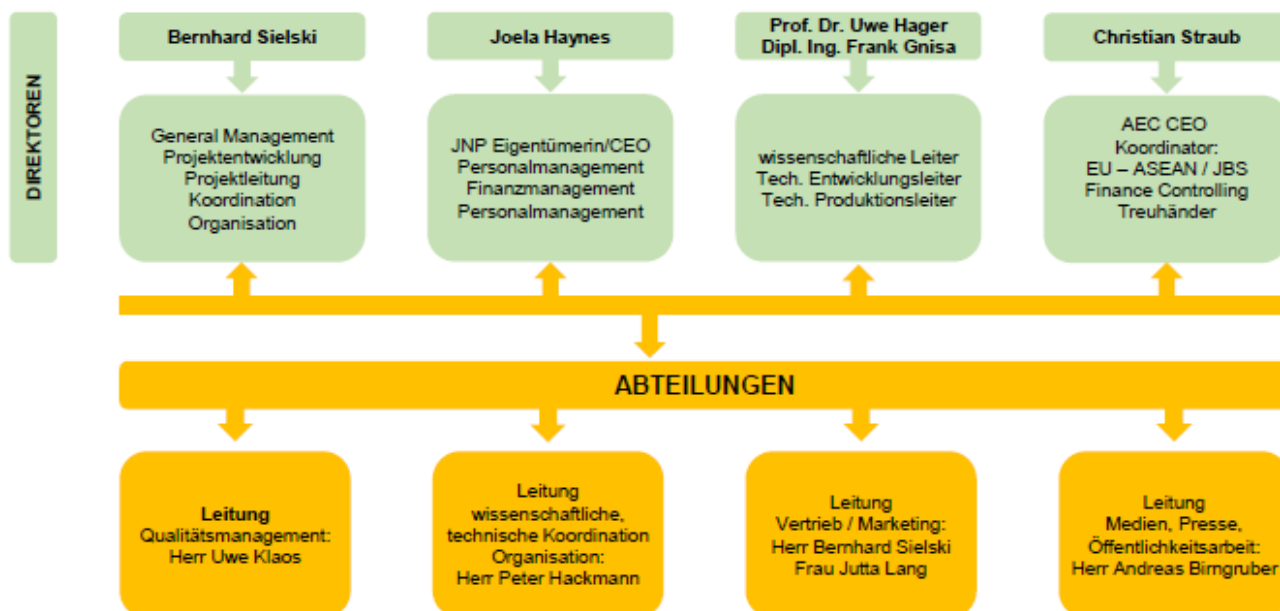 DIREKTOREN
Bernhard Sielski
Joela Haynes
Prof. Dr. Uwe Hager
Dipl. Ing. Frank Gnisa
Christian Straub
General Management
Projektentwicklung
Projektleitung
Koordination
Organisation
JNP Eigentümerin/CEO
Personalmanagement
Finanzmanagement
Personalmanagement
wissenschaftliche Leiter
Tech. Entwicklungsleiter
Tech. Produktionsleiter
AEC CEO
Koordinator:
EU – ASEAN / JBS
Finance Controlling
Treuhänder
ABTEILUNGEN
Leitung
Qualitätsmanagement:
Herr Uwe Klaos
Leitung
wissenschaftliche,
technische Koordination
Organisation:
Herr Peter Hackmann
Leitung
Vertrieb / Marketing:
Herr Bernhard Sielski
Frau Jutta Lang
Leitung
Medien, Presse,
Öffentlichkeitsarbeit:
Herr Andreas Birngruber